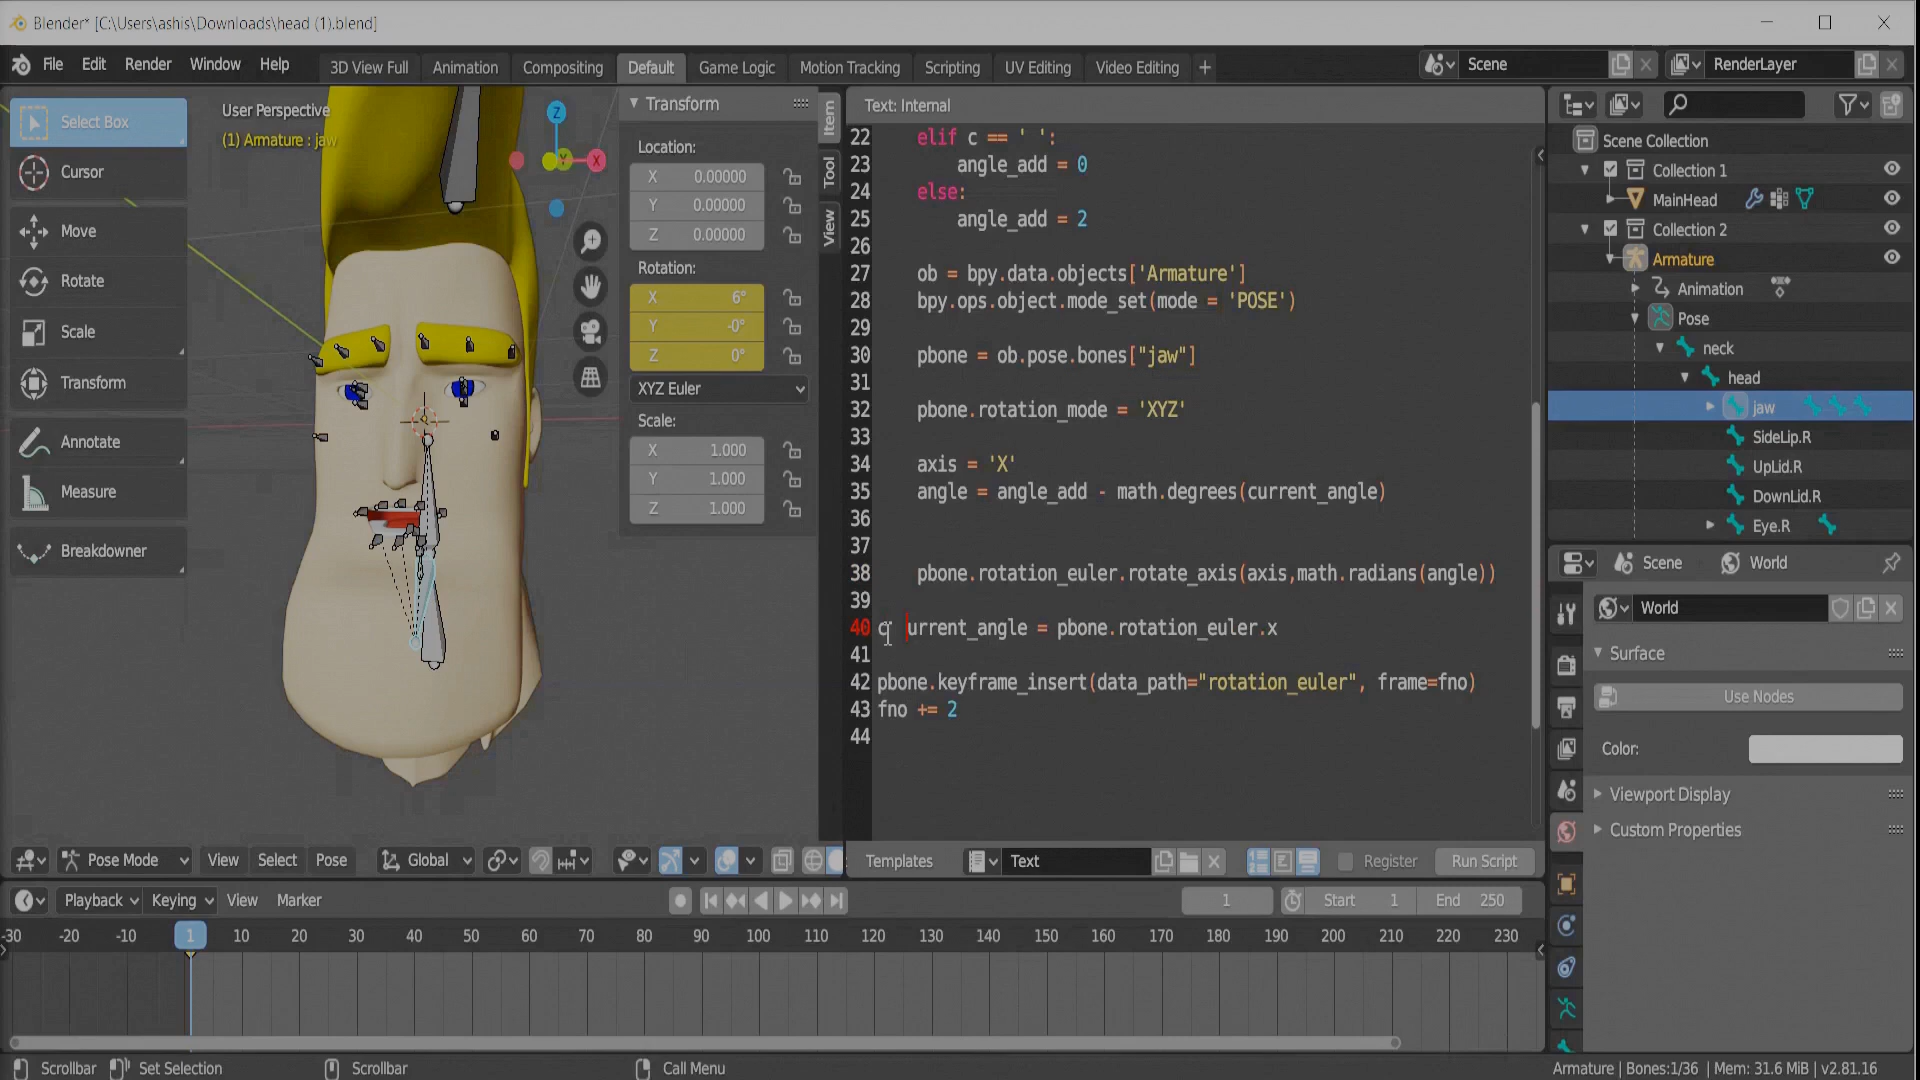 Blender* [C:\Users\ashis\Downloads\head (1).blend]
File Edit Render Window Help 3D View Full Animation Compositing Default Game Logic Motion Tracking Scripting UV Editing Video Editing +
Scene RenderLayer
Select Box
Cursor
Move
Rotate
Scale
Transform
Annotate
Measure
Breakdowner
User Perspective
(1) Armature : jaw
Z
Y
X
Transform
Location:
X 0.00000
Y 0.00000
Z 0.00000
Rotation:
X 6°
Y -0°
Z 0°
XYZ Euler
Scale:
X 1.000
Y 1.000
Z 1.000
Item
Tool
View
Text: Internal
22 elif c == ' ':
23 angle_add = 0
24 else:
25 angle_add = 2
26
27 ob = bpy.data.objects['Armature']
28 bpy.ops.object.mode_set(mode = 'POSE')
29
30 pbone = ob.pose.bones["jaw"]
31
32 pbone.rotation_mode = 'XYZ'
33
34 axis = 'X'
35 angle = angle_add - math.degrees(current_angle)
36
37
38 pbone.rotation_euler.rotate_axis(axis,math.radians(angle))
39
40 c urrent_angle = pbone.rotation_euler.x
41
42 pbone.keyframe_insert(data_path="rotation_euler", frame=fno)
43 fno += 2
44
Templates Text Register Run Script
Scene Collection
Collection 1
MainHead
Collection 2
Armature
Animation
Pose
neck
head
jaw
SideLip.R
UpLid.R
DownLid.R
Eye.R
Scene World
World
Surface
Use Nodes
Color:
Viewport Display
Custom Properties
Pose Mode View Select Pose Global
Playback Keying View Marker 1 Start 1 End 250
-30 -20 -10 1 10 20 30 40 50 60 70 80 90 100 110 120 130 140 150 160 170 180 190 200 210 220 230
Scrollbar Set Selection Scrollbar Call Menu Armature | Bones:1/36 | Mem: 31.6 MiB | v2.81.16